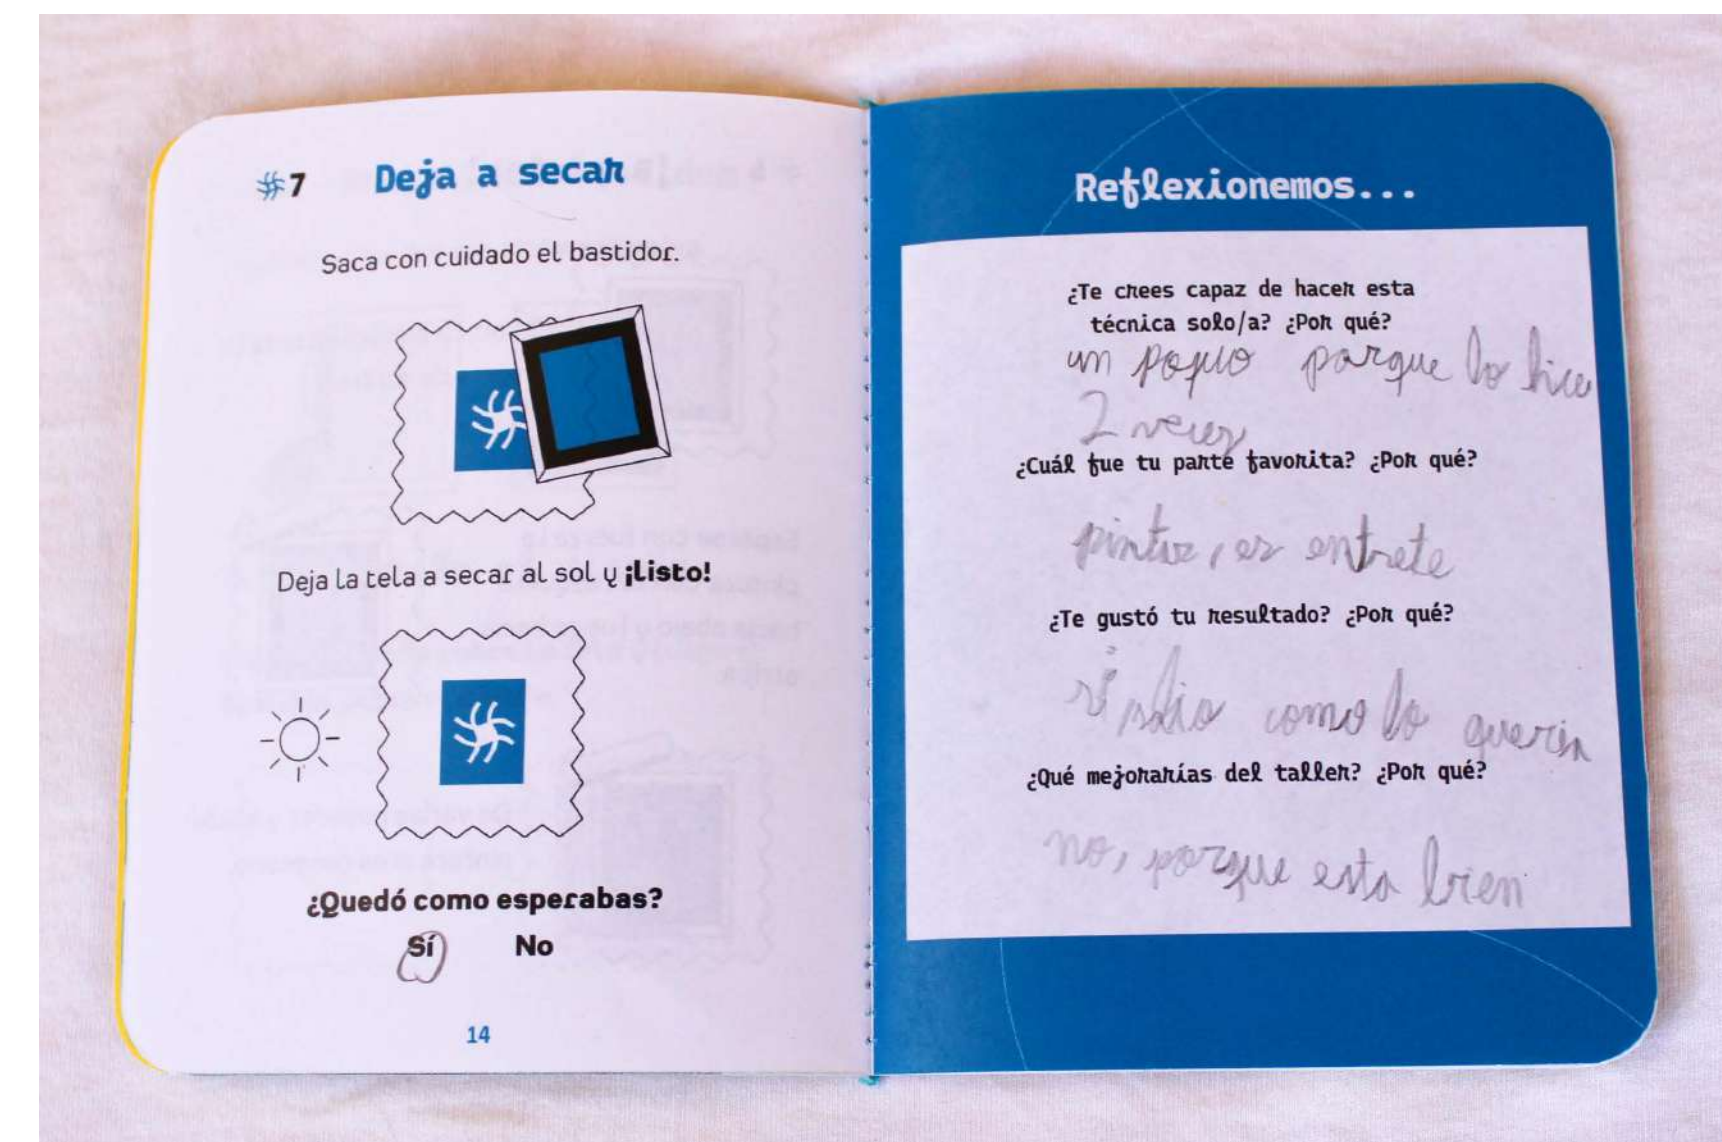 #7 Deja a secar
Saca con cuidado el bastidor.
Deja la tela a secar al sol y ¡Listo!
¿Quedó como esperabas?
Sí No
14
Reflexionemos...
¿Te crees capaz de hacer esta
técnica solo/a? ¿Por qué?
un poquo porque lo hice
2 veces
¿Cuál fue tu parte favorita? ¿Por qué?
pintar, es entrete
¿Te gustó tu resultado? ¿Por qué?
si salio como lo queria
¿Qué mejorarías del taller? ¿Por qué?
no, porque esta bien